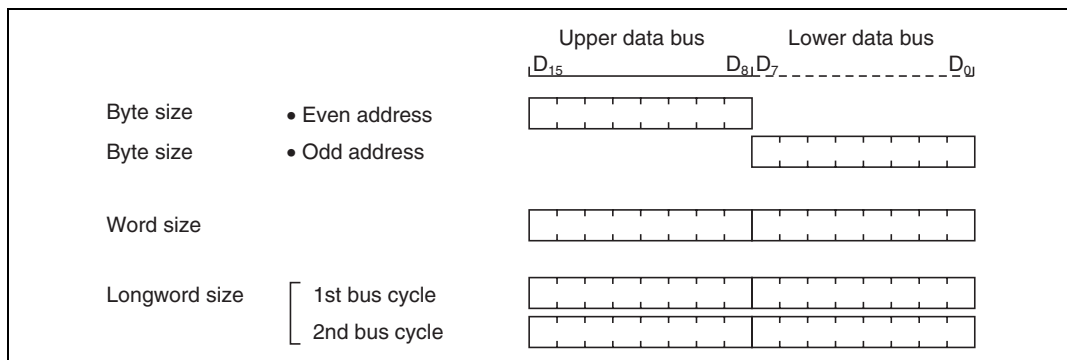 Upper data bus Lower data bus
D15 D8 D7 D0
Byte size • Even address
Byte size • Odd address
Word size
Longword size 1st bus cycle
2nd bus cycle